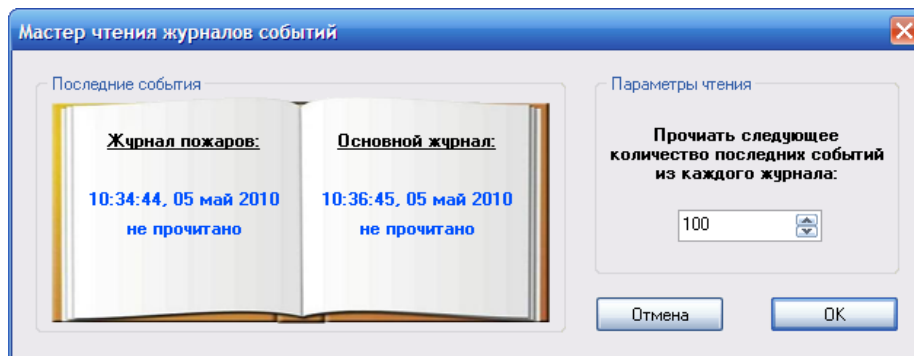 Мастер чтения журналов событий
Последние события
Журнал пожаров:
10:34:44, 05 май 2010
не прочитано
Основной журнал:
10:36:45, 05 май 2010
не прочитано
Параметры чтения
Прочиать следующее
количество последних событий
из каждого журнала:
100
Отмена
OK